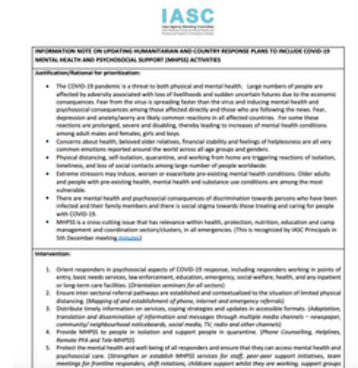 IASC
Inter-Agency Standing Committee
INFORMATION NOTE ON UPDATING HUMANITARIAN AND COUNTRY RESPONSE PLANS TO INCLUDE COVID-19
MENTAL HEALTH AND PSYCHOSOCIAL SUPPORT (MHPSS) ACTIVITIES
Justification/Rational for prioritisation:
• The COVID-19 pandemic is a threat to both physical and mental health. Large numbers of people are
affected by adversity associated with loss of livelihoods and sudden uncertain futures due to the economic
consequences. Fear from the virus is spreading faster than the virus and inducing mental health and
psychosocial consequences among those affected directly and those who are following the news. Fear,
depression and anxiety/worry are likely common reactions in all affected countries. For some these
reactions are prolonged, severe and disabling, thereby leading to increases of mental health conditions
among adult males and females, girls and boys.
• Concerns about health, beloved older relatives, financial stability and feelings of helplessness are all very
common emotions reported around the world across all age groups and genders.
• Physical distancing, self-isolation, quarantine, and working from home are triggering reactions of isolation,
loneliness, and loss of social contacts among large number of people worldwide.
• Extreme stressors may induce, worsen or exacerbate pre-existing mental health conditions. Older adults
and people with pre-existing health, mental health and substance use conditions are among the most
vulnerable.
• There are mental health and psychosocial consequences of discrimination towards persons who have been
infected and their family members and there is social stigma towards those treating and caring for people
with COVID-19.
• MHPSS is a cross-cutting issue that has relevance within health, protection, nutrition, education and camp
management and coordination sectors/clusters, in all emergencies. (This is recognized by IASC Principals in
5th December meeting minutes)
Intervention:
1. Orient responders in psychosocial aspects of COVID-19 response, including responders working in points of
entry, basic needs services, law enforcement, education, emergency, social welfare, health, and any inpatient
or long-term care facilities. (Orientation seminars for all sectors)
2. Ensure inter-sectoral referral pathways are established and contextualized to the situation of limited physical
distancing. (Mapping of and establishment of phone, internet and emergency referrals)
3. Distribute timely information on services, coping strategies and updates in accessible formats. (Adaptation,
translation and dissemination of information and messages through multiple media channels – newspaper,
community/ neighbourhood noticeboards, social media, TV, radio and other channels)
4. Provide MHPSS to people in isolation and support people in quarantine. (Phone Counselling, Helplines,
Remote PFA and Tele-MHPSS)
5. Protect the mental health and well-being of all responders and ensure that they can access mental health and
psychosocial care. (Strengthen or establish MHPSS services for staff, peer-peer support initiatives, team
meetings for frontline responders, shift rotations, childcare support whilst they are working, support groups